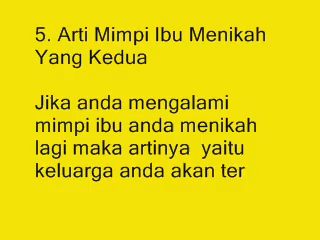 5. Arti Mimpi Ibu Menikah
Yang Kedua
Jika anda mengalami
mimpi ibu anda menikah
lagi maka artinya  yaitu
keluarga anda akan ter